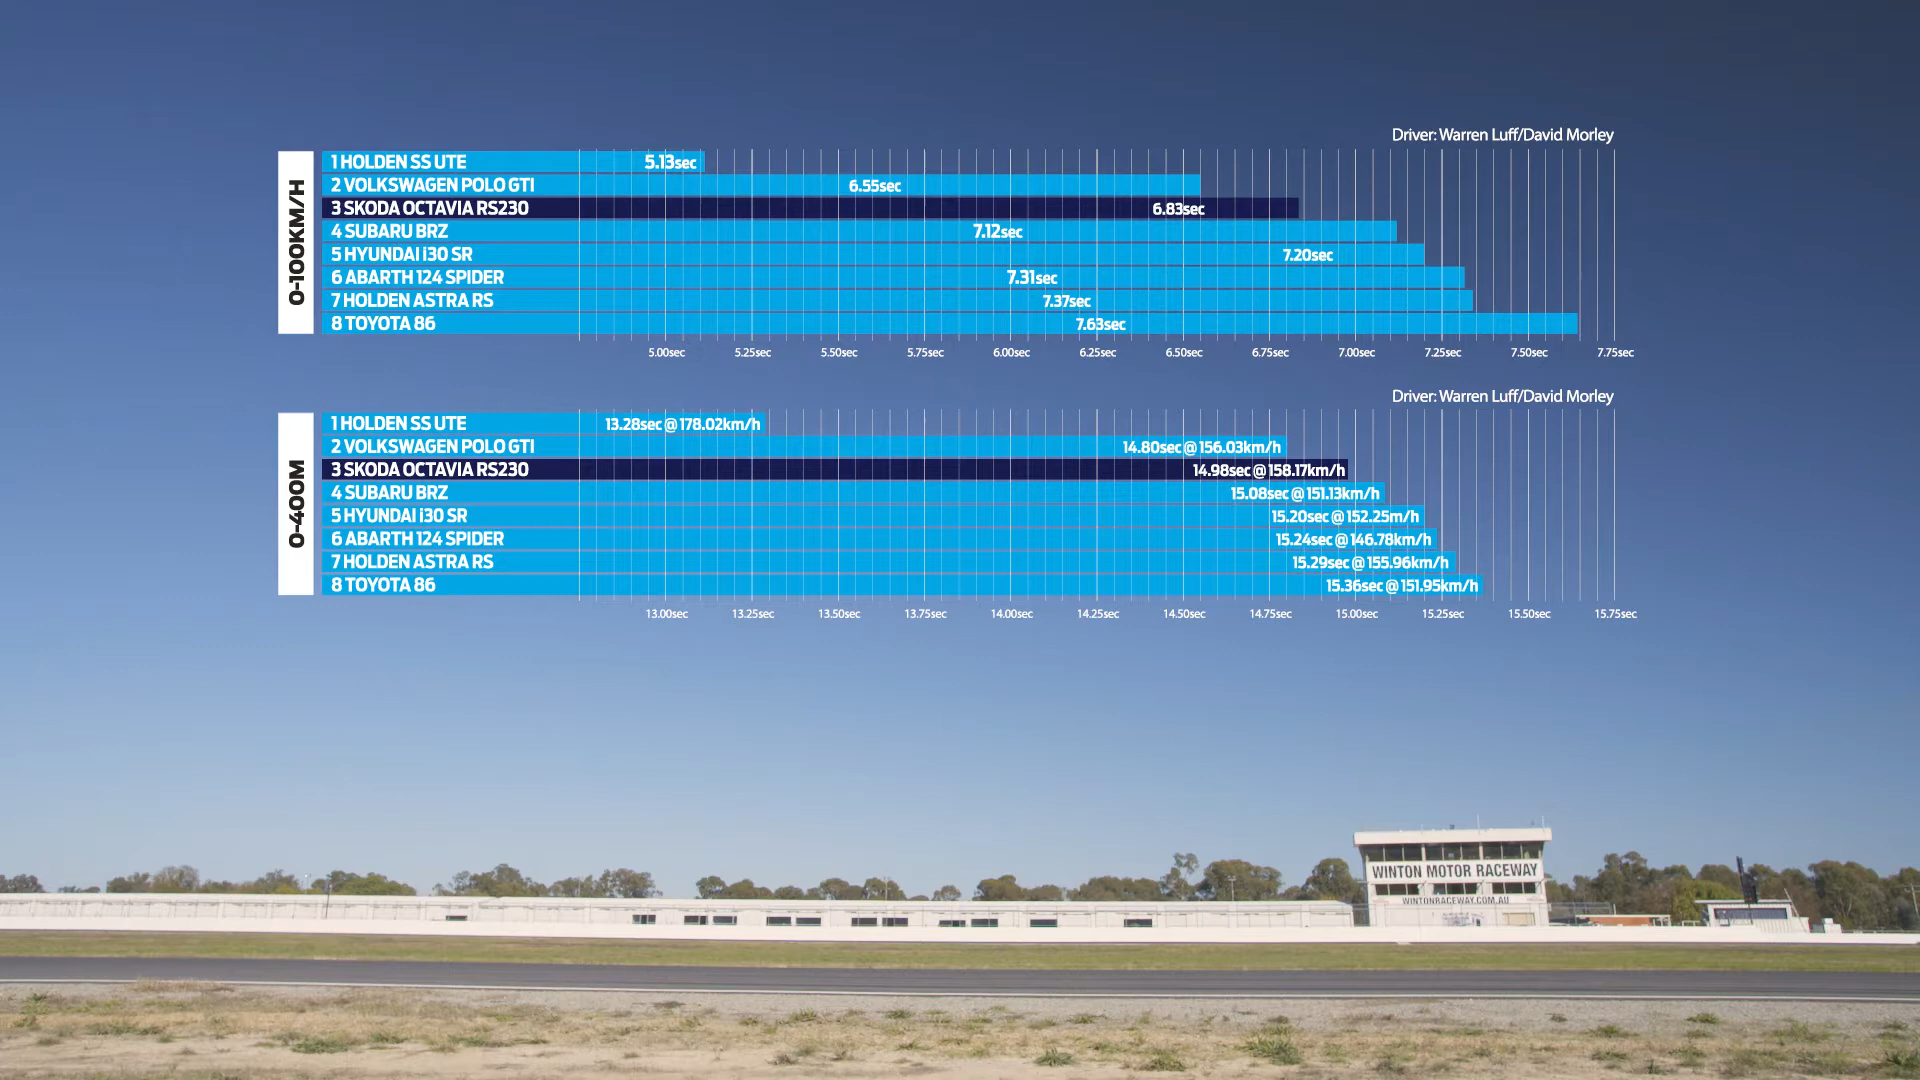 Driver: Warren Luff/David Morley
0-100KM/H
1 HOLDEN SS UTE 5.13sec
2 VOLKSWAGEN POLO GTI 6.55sec
3 SKODA OCTAVIA RS230 6.83sec
4 SUBARU BRZ 7.12sec
5 HYUNDAI i30 SR 7.20sec
6 ABARTH 124 SPIDER 7.31sec
7 HOLDEN ASTRA RS 7.37sec
8 TOYOTA 86 7.63sec
5.00sec 5.25sec 5.50sec 5.75sec 6.00sec 6.25sec 6.50sec 6.75sec 7.00sec 7.25sec 7.50sec 7.75sec
Driver: Warren Luff/David Morley
0-400M
1 HOLDEN SS UTE 13.28sec@178.02km/h
2 VOLKSWAGEN POLO GTI 14.80sec@156.03km/h
3 SKODA OCTAVIA RS230 14.98sec@158.17km/h
4 SUBARU BRZ 15.08sec@151.13km/h
5 HYUNDAI i30 SR 15.20sec@152.25m/h
6 ABARTH 124 SPIDER 15.24sec@146.78km/h
7 HOLDEN ASTRA RS 15.29sec@155.96km/h
8 TOYOTA 86 15.36sec@151.95km/h
13.00sec 13.25sec 13.50sec 13.75sec 14.00sec 14.25sec 14.50sec 14.75sec 15.00sec 15.25sec 15.50sec 15.75sec
WINTON MOTOR RACEWAY
WINTONRACEWAY.COM.AU